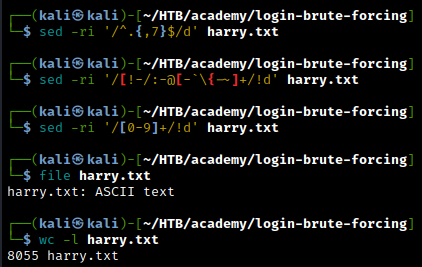 ┌──(kali㉿kali)-[~/HTB/academy/login-brute-forcing]
└─$ sed -ri '/^.{,7}$/d' harry.txt
┌──(kali㉿kali)-[~/HTB/academy/login-brute-forcing]
└─$ sed -ri '/[!-/:-@[-`\{-~]+/!d' harry.txt
┌──(kali㉿kali)-[~/HTB/academy/login-brute-forcing]
└─$ sed -ri '/[0-9]+/!d' harry.txt
┌──(kali㉿kali)-[~/HTB/academy/login-brute-forcing]
└─$ file harry.txt
harry.txt: ASCII text
┌──(kali㉿kali)-[~/HTB/academy/login-brute-forcing]
└─$ wc -l harry.txt
8055 harry.txt